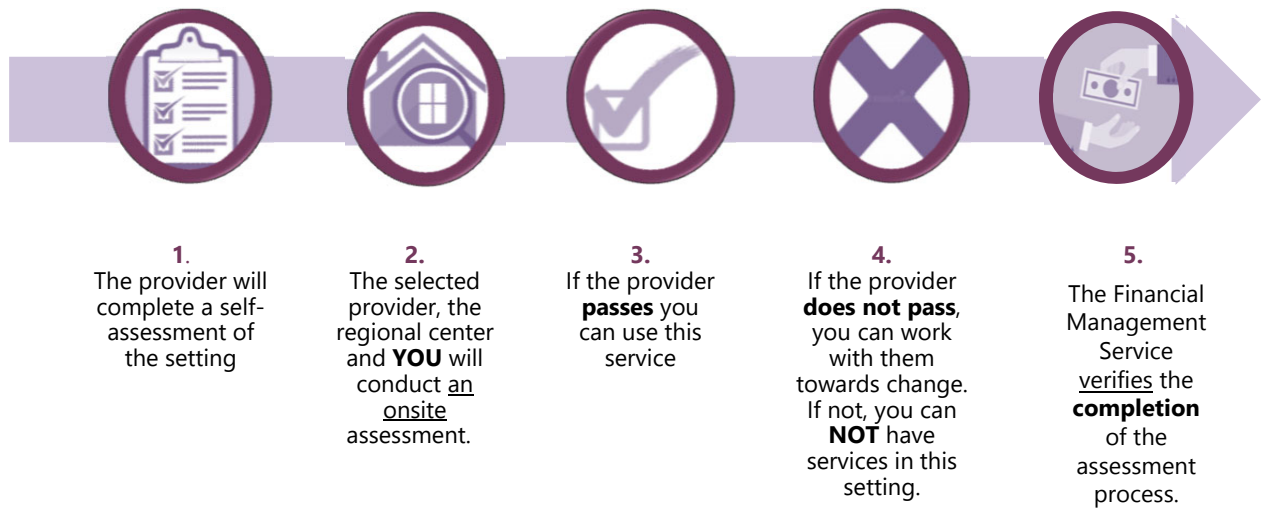 1.
The provider will
complete a self-
assessment of
the setting
2.
The selected
provider, the
regional center
and YOU will
conduct an
onsite
assessment.
3.
If the provider
passes you
can use this
service
4.
If the provider
does not pass,
you can work
with them
towards change.
If not, you can
NOT have
services in this
setting.
5.
The Financial
Management
Service
verifies the
completion
of the
assessment
process.